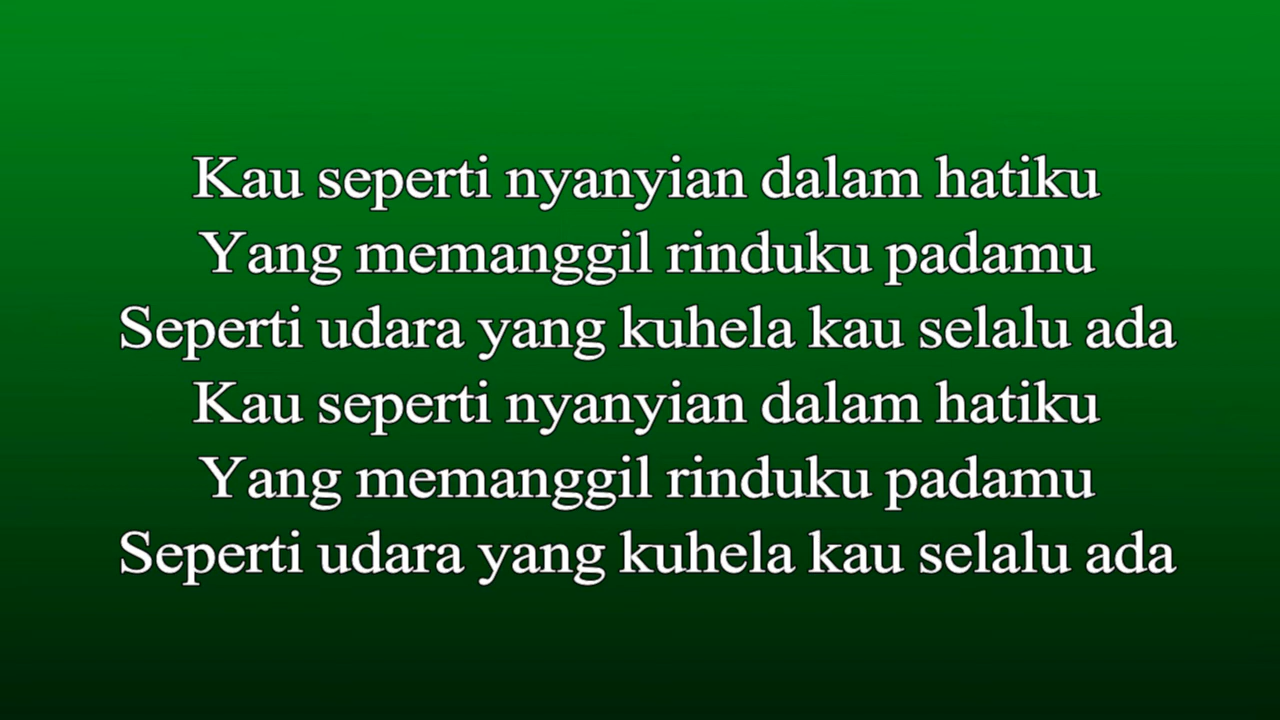 Kau seperti nyanyian dalam hatiku
Yang memanggil rinduku padamu
Seperti udara yang kuhela kau selalu ada
Kau seperti nyanyian dalam hatiku
Yang memanggil rinduku padamu
Seperti udara yang kuhela kau selalu ada